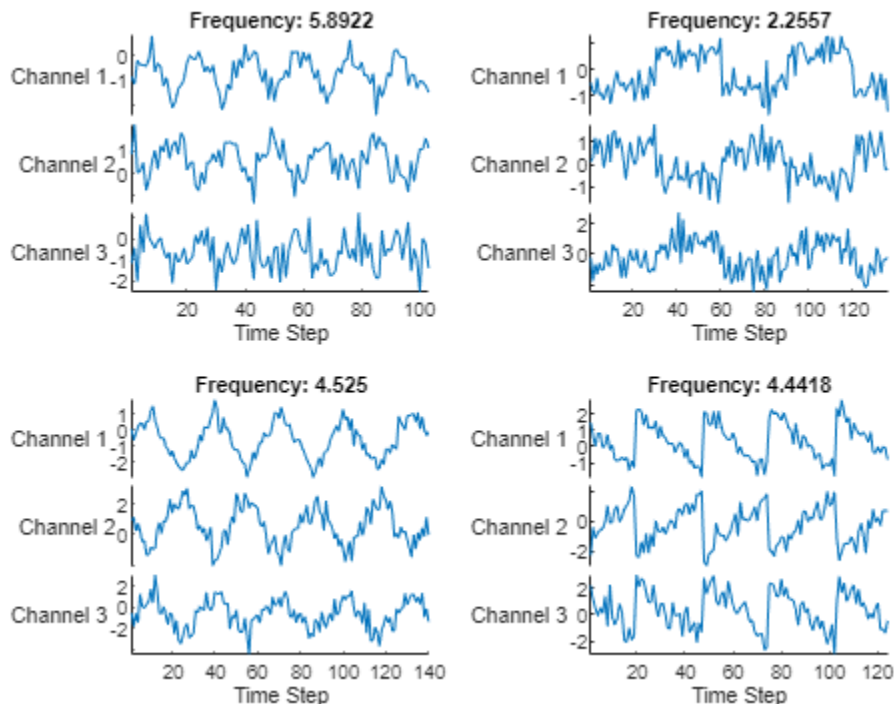 Frequency: 5.8922
0
Channel 1
-1
1
Channel 2
0
0
Channel 3
-1
-2
20 40 60 80 100
Time Step
Frequency: 2.2557
1
Channel 1
0
-1
1
Channel 2
0
-1
2
Channel 3
0
20 40 60 80 100 120
Time Step
Frequency: 4.525
1
Channel 1
0
-1
-2
2
Channel 2
0
2
Channel 3
0
-2
20 40 60 80 100 120 140
Time Step
Frequency: 4.4418
2
1
Channel 1
0
-1
Channel 2
0
-2
2
Channel 3
0
-2
20 40 60 80 100 120
Time Step